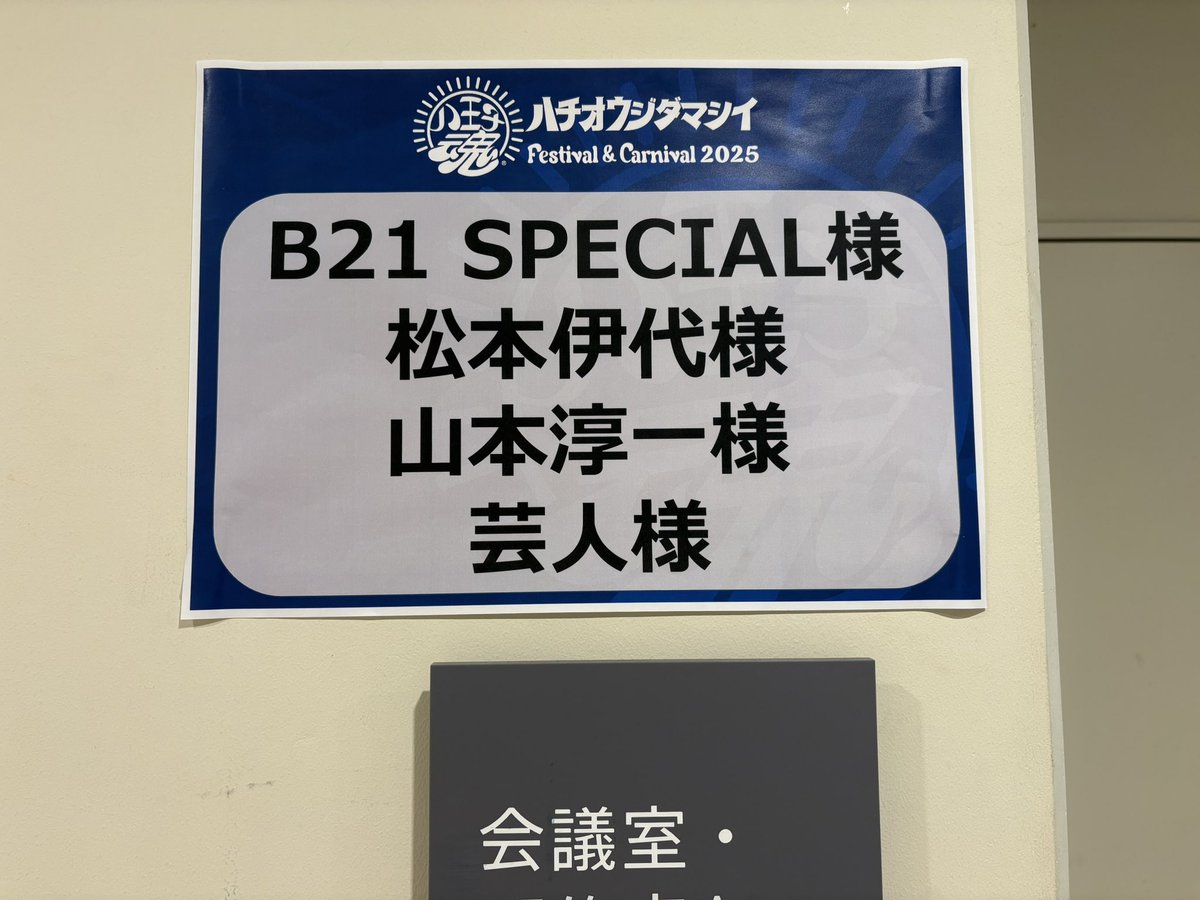 八王子魂
ハチオウジダマシイ
Festival & Carnival 2025
B21 SPECIAL様
松本伊代様
山本淳一様
芸人様
会議室・